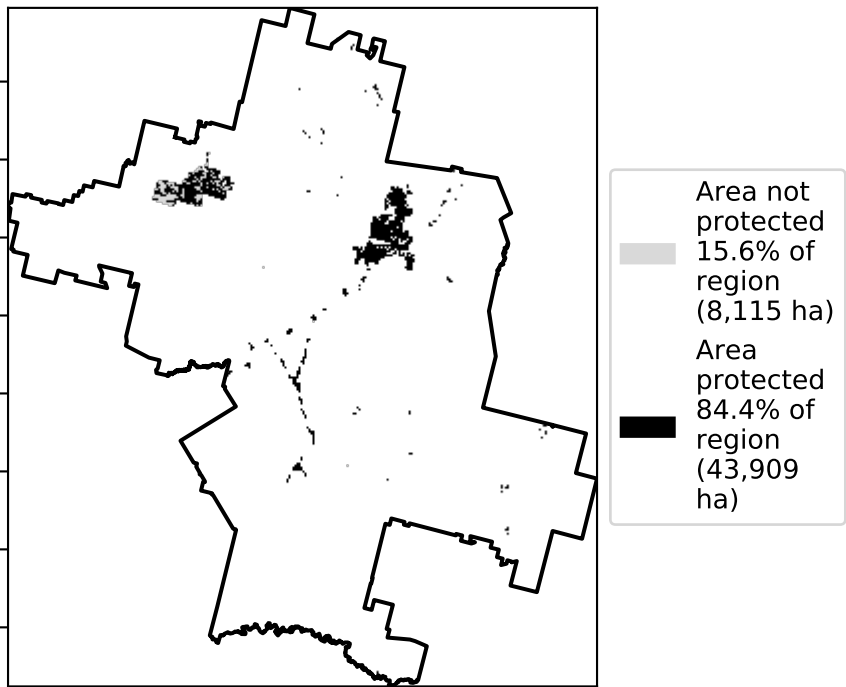 Area not
protected
15.6% of
region
(8,115 ha)
Area
protected
84.4% of
region
(43,909
ha)